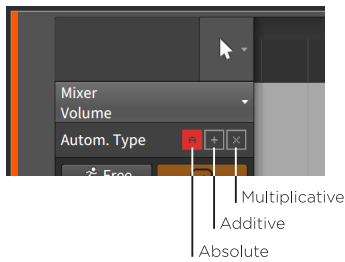 Mixer
Volume
Autom. Type
A + ×
Free
Multiplicative
Additive
Absolute